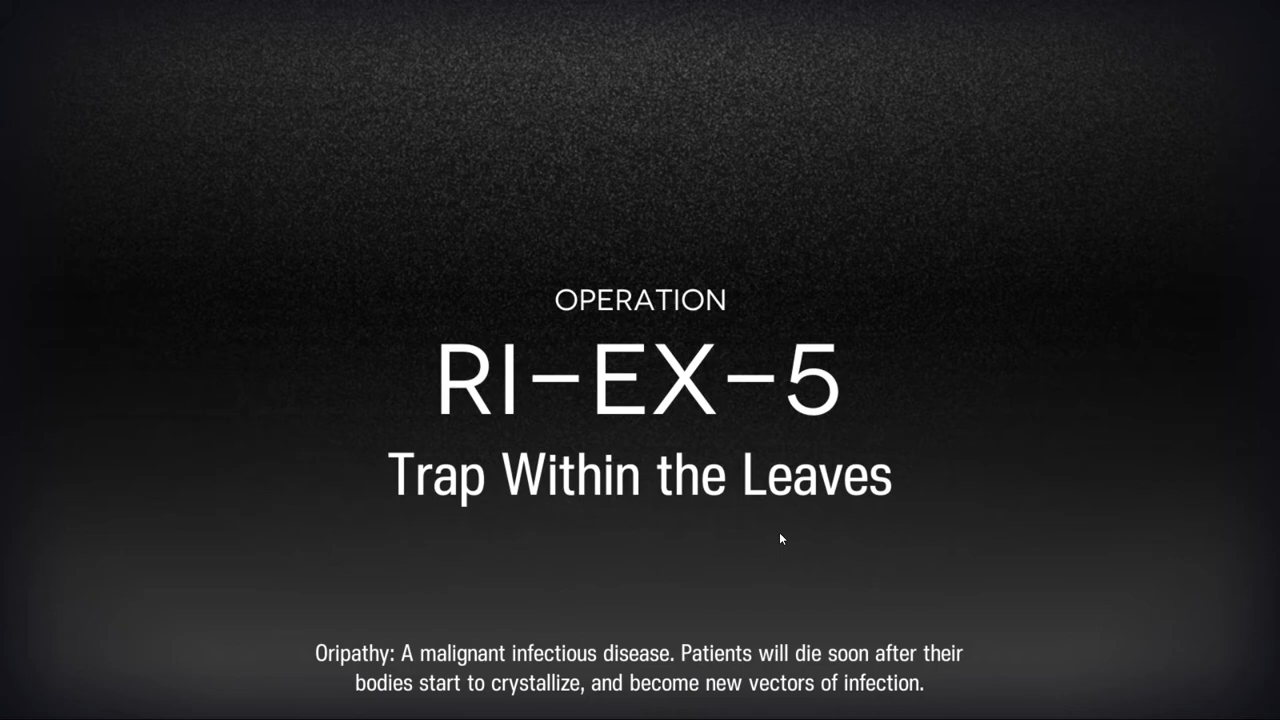 OPERATION
RI-EX-5
Trap Within the Leaves
Oripathy: A malignant infectious disease. Patients will die soon after their
bodies start to crystallize, and become new vectors of infection.